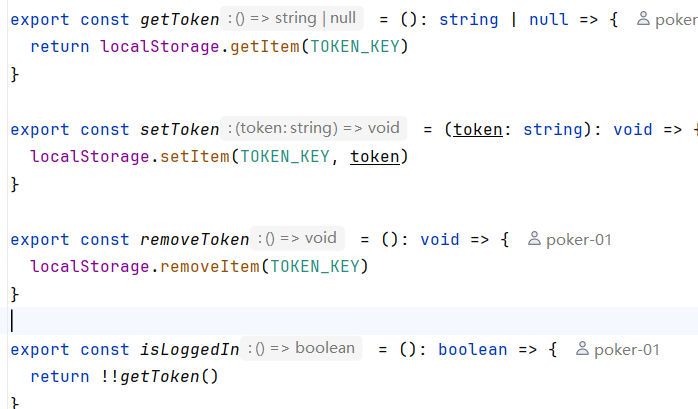 export const getToken : () => string | null = (): string | null => { poker
return localStorage.getItem(TOKEN_KEY)
}
export const setToken : (token: string) => void = (token: string): void => {
localStorage.setItem(TOKEN_KEY, token)
}
export const removeToken : () => void = (): void => { poker-01
localStorage.removeItem(TOKEN_KEY)
}
export const isLoggedIn : () => boolean = (): boolean => { poker-01
return !!getToken()
}